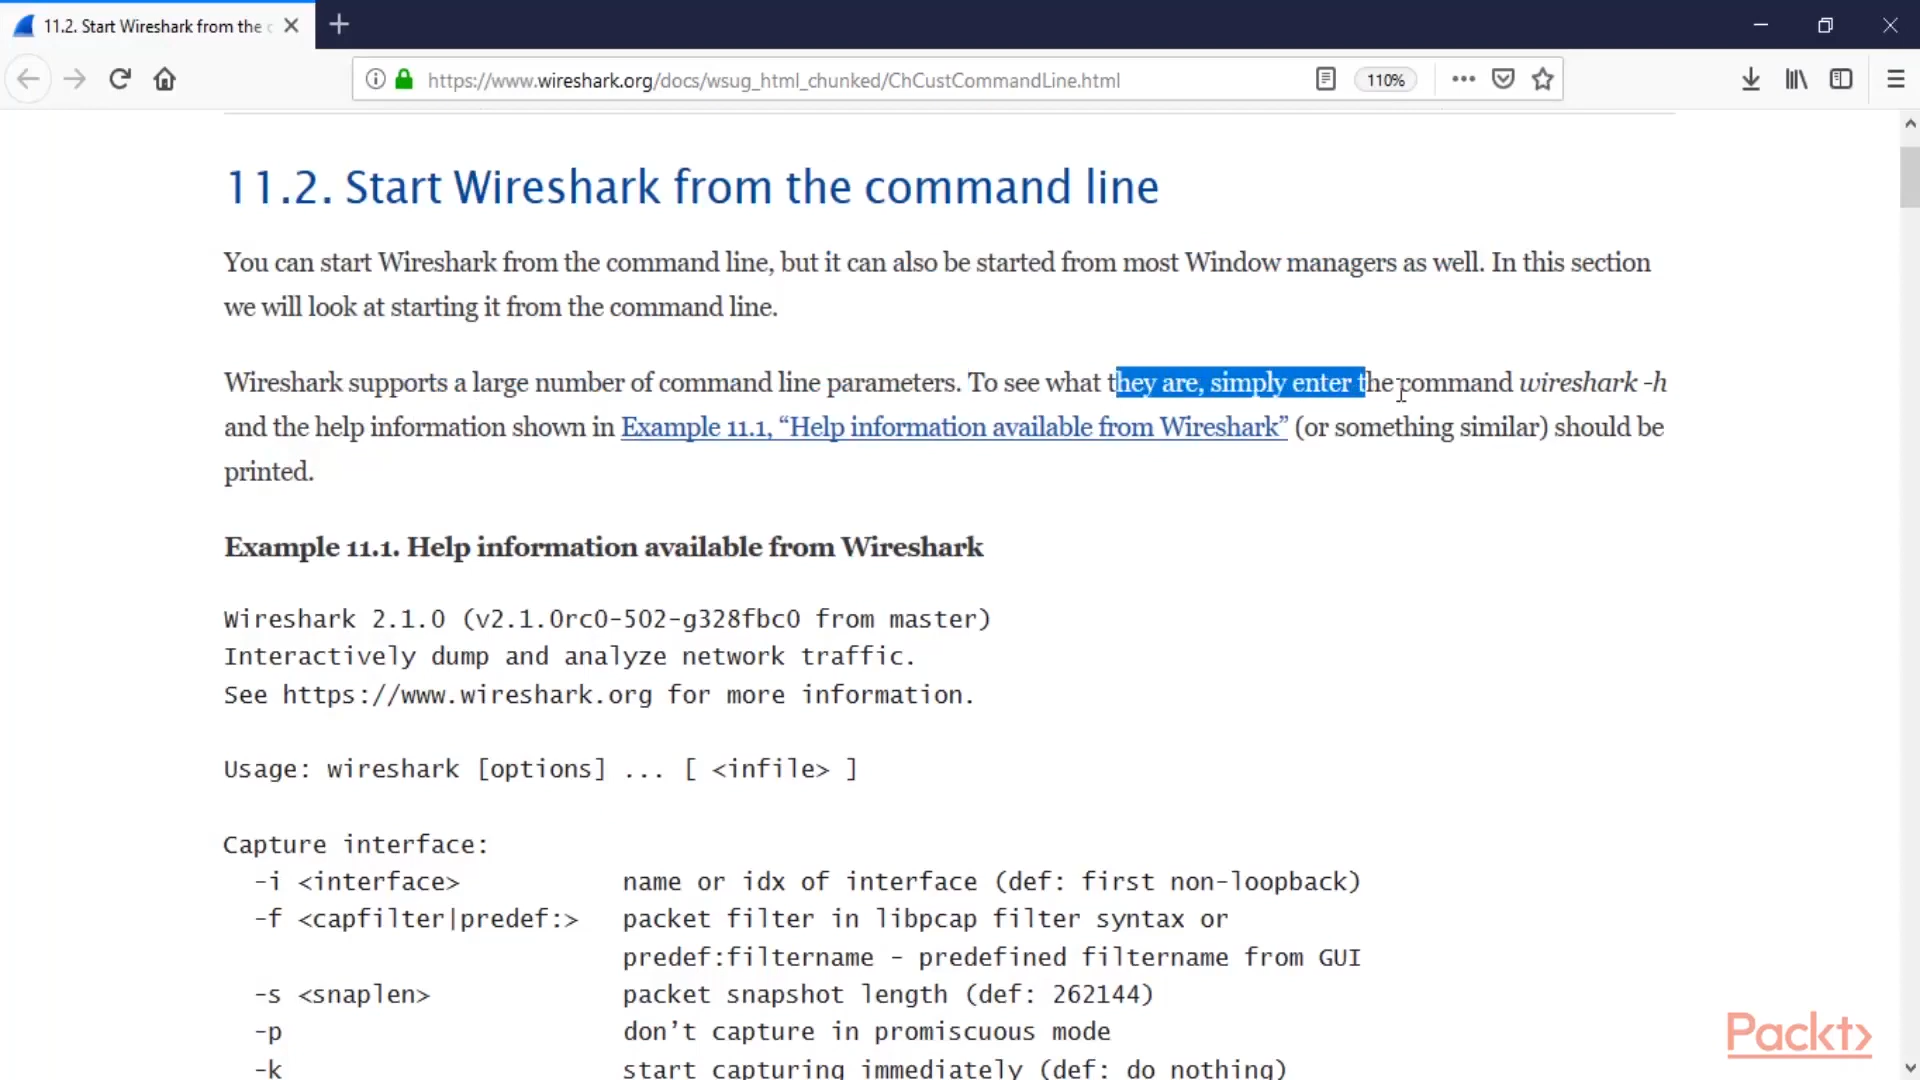 11.2. Start Wireshark from the
https://www.wireshark.org/docs/wsug_html_chunked/ChCustCommandLine.html
110%
11.2. Start Wireshark from the command line
You can start Wireshark from the command line, but it can also be started from most Window managers as well. In this section
we will look at starting it from the command line.
Wireshark supports a large number of command line parameters. To see what they are, simply enter the command wireshark -h
and the help information shown in Example 11.1, “Help information available from Wireshark” (or something similar) should be
printed.
Example 11.1. Help information available from Wireshark
Wireshark 2.1.0 (v2.1.0rc0-502-g328fbc0 from master)
Interactively dump and analyze network traffic.
See https://www.wireshark.org for more information.
Usage: wireshark [options] ... [ <infile> ]
Capture interface:
-i <interface> name or idx of interface (def: first non-loopback)
-f <capfilter|predef:> packet filter in libpcap filter syntax or
predef:filtername - predefined filtername from GUI
-s <snaplen> packet snapshot length (def: 262144)
-p don’t capture in promiscuous mode
-k start capturing immediately (def: do nothing)
Packt>